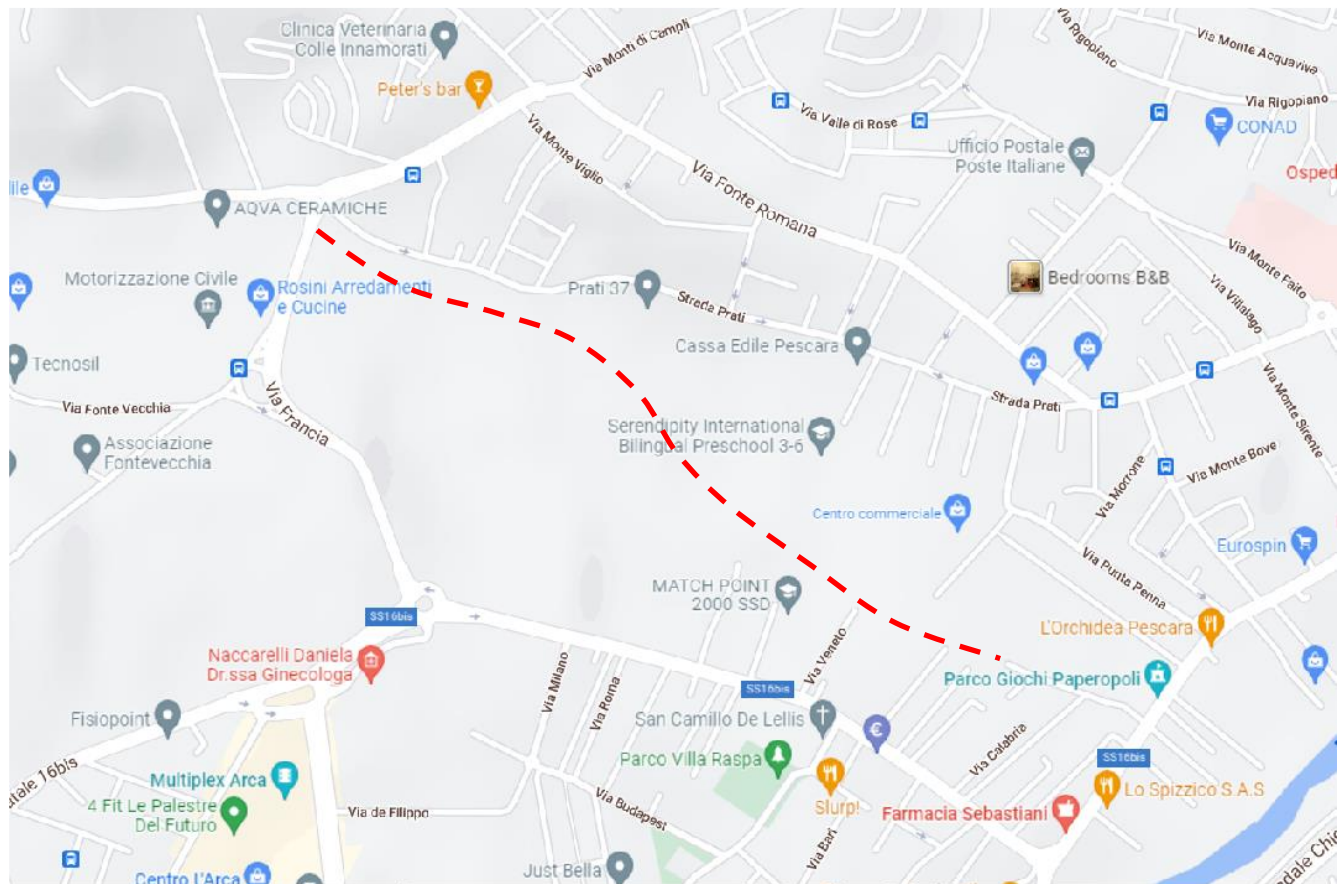 Clinica Veterinaria
Colle Innamorati
Via Monti di Campli
Via Rigopiano
Via Monte Acquaviva
Peter's bar
Via Rigopiano
Via Valle di Rose
CONAD
Via Monte Viglio
Ufficio Postale
Poste Italiane
Via Fonte Romana
Osped
AQVA CERAMICHE
Motorizzazione Civile
Rosini Arredamenti
e Cucine
Prati 37
Strada Prati
Bedrooms B&B
Via Monte Faito
Via Villalago
Tecnosil
Cassa Edile Pescara
Via Fonte Vecchia
Via Francia
Strada Prati
Via Monte Sirente
Associazione
Fontevecchia
Serendipity International
Bilingual Preschool 3-6
Via Morrone
Via Monte Bove
Centro commerciale
Eurospin
Via Punta Penna
MATCH POINT
2000 SSD
SS16bis
L'Orchidea Pescara
Naccarelli Daniela
Dr.ssa Ginecologa
Via Veneto
Parco Giochi Paperopoli
Via Milano
Via Roma
SS16bis
Fisiopoint
San Camillo De Lellis
€
Via Calabria
SS16bis
Parco Villa Raspa
Multiplex Arca
Slurp!
Lo Spizzico S.A.S
4 Fit Le Palestre
Del Futuro
Via de Filippo
Via Budapest
Farmacia Sebastiani
Via Bari
Just Bella
Centro L'Arca